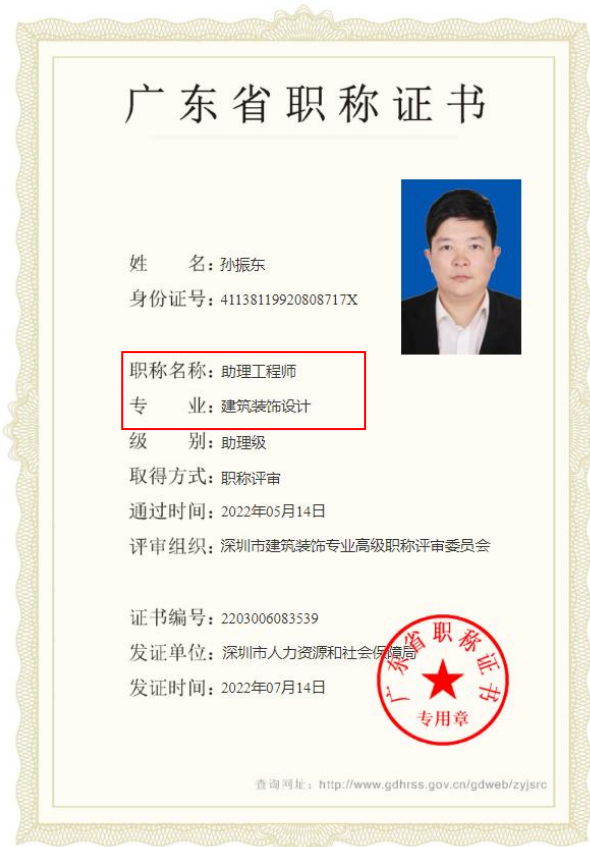 广东省职称证书
姓 名：孙振东
身份证号：41138119920808717X
职称名称：助理工程师
专 业：建筑装饰设计
级 别：助理级
取得方式：职称评审
通过时间：2022年05月14日
评审组织：深圳市建筑装饰专业高级职称评审委员会
证书编号：2203006083539
发证单位：深圳市人力资源和社会保障局
发证时间：2022年07月14日
广东省职称证书
专用章
查询网址：http://www.gdhrss.gov.cn/gdweb/zyjsrc